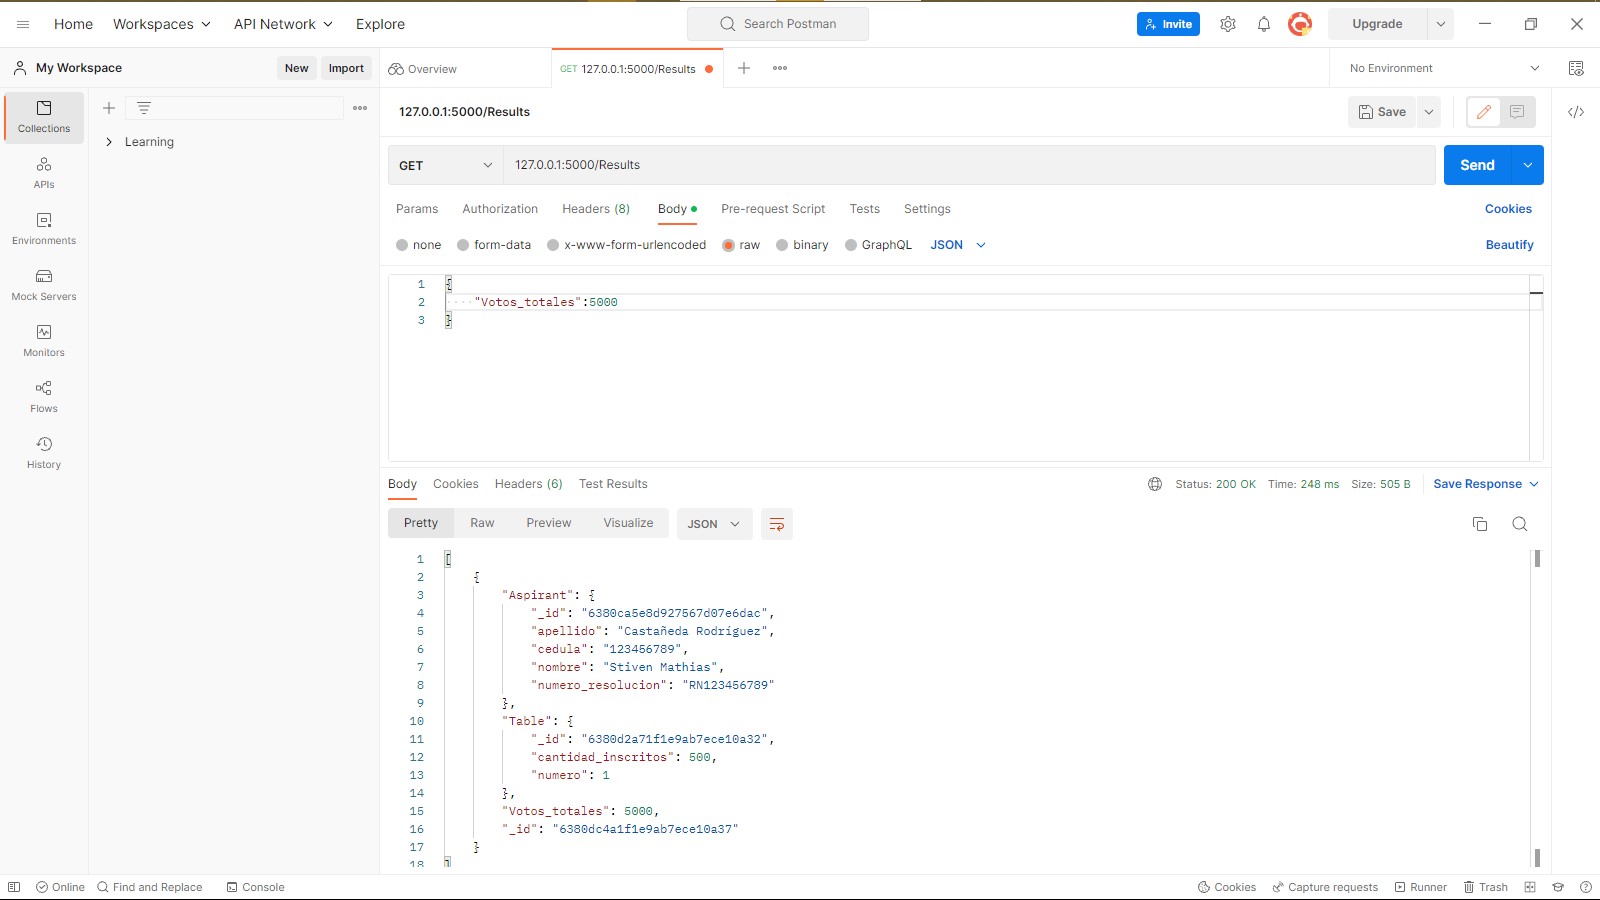 Home Workspaces API Network Explore Search Postman Invite Upgrade
My Workspace New Import Overview GET 127.0.0.1:5000/Results No Environment
Collections
APIs
Environments
Mock Servers
Monitors
Flows
History
Learning
127.0.0.1:5000/Results Save
GET 127.0.0.1:5000/Results Send
Params Authorization Headers (8) Body Pre-request Script Tests Settings Cookies
none form-data x-www-form-urlencoded raw binary GraphQL JSON Beautify
1 {
2 "Votos_totales":5000
3 }
Body Cookies Headers (6) Test Results Status: 200 OK Time: 248 ms Size: 505 B Save Response
Pretty Raw Preview Visualize JSON
1 [
2 {
3 "Aspirant": {
4 "_id": "6380ca5e8d927567d07e6dac",
5 "apellido": "Castañeda Rodríguez",
6 "cedula": "123456789",
7 "nombre": "Stiven Mathias",
8 "numero_resolucion": "RN123456789"
9 },
10 "Table": {
11 "_id": "6380d2a71f1e9ab7ece10a32",
12 "cantidad_inscritos": 500,
13 "numero": 1
14 },
15 "Votos_totales": 5000,
16 "_id": "6380dc4a1f1e9ab7ece10a37"
17 }
18 ]
Online Find and Replace Console Cookies Capture requests Runner Trash